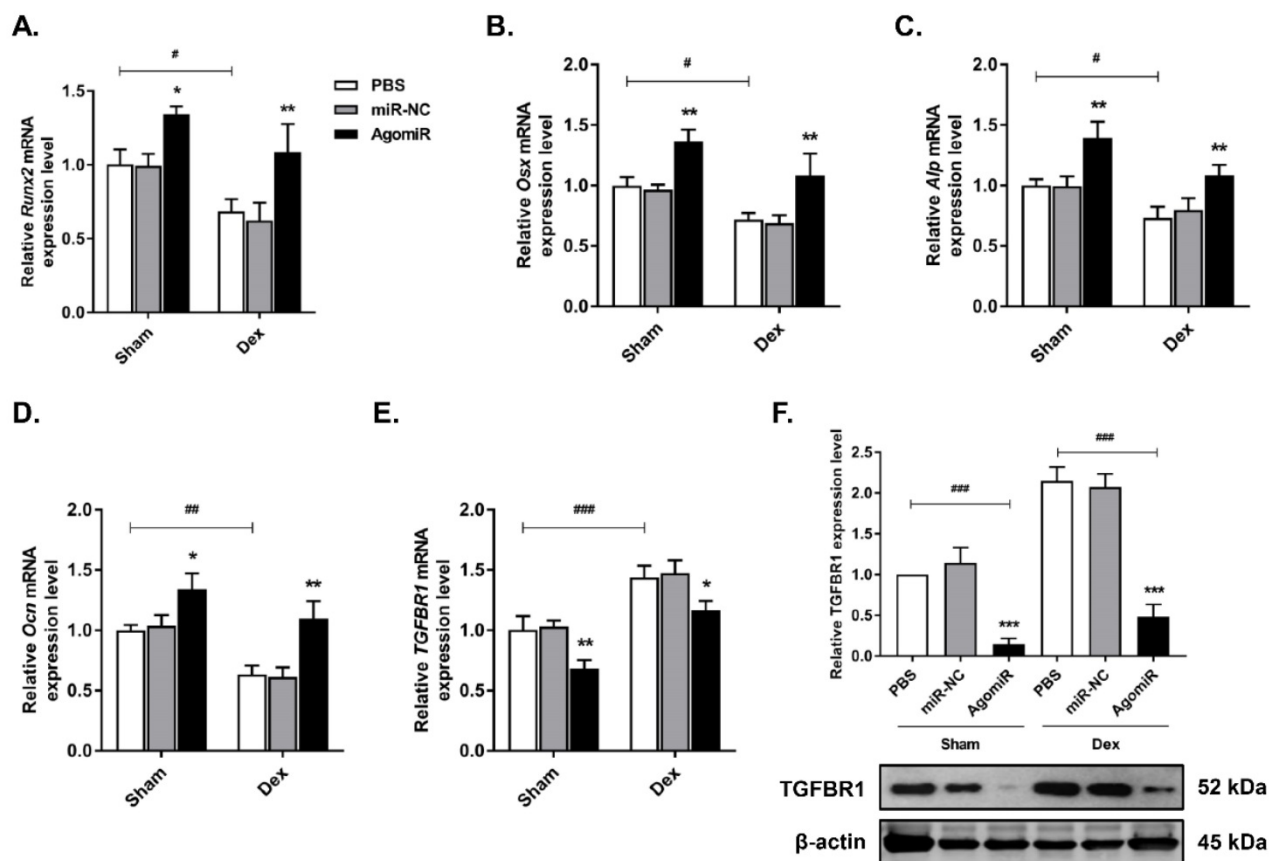 A.
#
Relative Runx2 mRNA
expression level
1.5
1.0
0.5
0.0
*
**
Sham
Dex
PBS
miR-NC
AgomiR
B.
#
Relative Osx mRNA
expression level
2.0
1.5
1.0
0.5
0.0
**
**
Sham
Dex
C.
#
Relative Alp mRNA
expression level
2.0
1.5
1.0
0.5
0.0
**
**
Sham
Dex
D.
##
Relative Ocn mRNA
expression level
2.0
1.5
1.0
0.5
0.0
*
**
Sham
Dex
E.
###
Relative TGFBR1 mRNA
expression level
2.0
1.5
1.0
0.5
0.0
**
*
Sham
Dex
F.
###
###
Relative TGFBR1 expression level
2.5
2.0
1.5
1.0
0.5
0.0
***
***
PBS
miR-NC
AgomiR
PBS
miR-NC
AgomiR
Sham
Dex
TGFBR1
52 kDa
β-actin
45 kDa